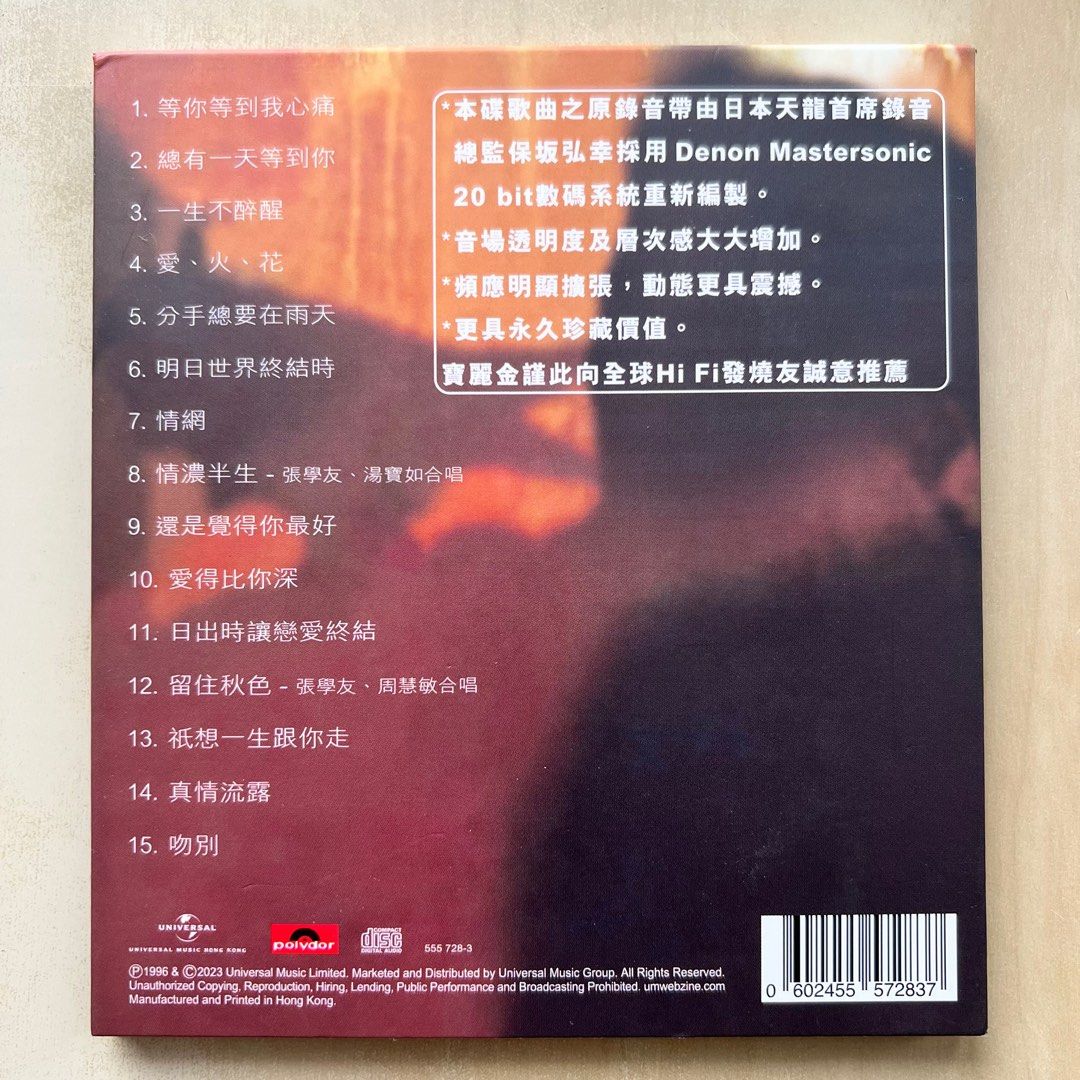 1. 等你等到我心痛
2. 總有一天等到你
3. 一生不醉醒
4. 愛、火、花
5. 分手總要在雨天
6. 明日世界終結時
7. 情網
8. 情濃半生 - 張學友、湯寶如合唱
9. 還是覺得你最好
10. 愛得比你深
11. 日出時讓戀愛終結
12. 留住秋色 - 張學友、周慧敏合唱
13. 祇想一生跟你走
14. 真情流露
15. 吻別
*本碟歌曲之原錄音帶由日本天龍首席錄音
總監保坂弘幸採用 Denon Mastersonic
20 bit數碼系統重新編製。
*音場透明度及層次感大大增加。
*頻應明顯擴張，動態更具震撼。
*更具永久珍藏價值。
寶麗金謹此向全球Hi Fi發燒友誠意推薦
UNIVERSAL
UNIVERSAL MUSIC HONG KONG
polydor
COMPACT
disc
DIGITAL AUDIO
555 728-3
Ⓟ1996 & ©2023 Universal Music Limited. Marketed and Distributed by Universal Music Group. All Rights Reserved.
Unauthorized Copying, Reproduction, Hiring, Lending, Public Performance and Broadcasting Prohibited. umwebzine.com
Manufactured and Printed in Hong Kong.
0 602455 572837